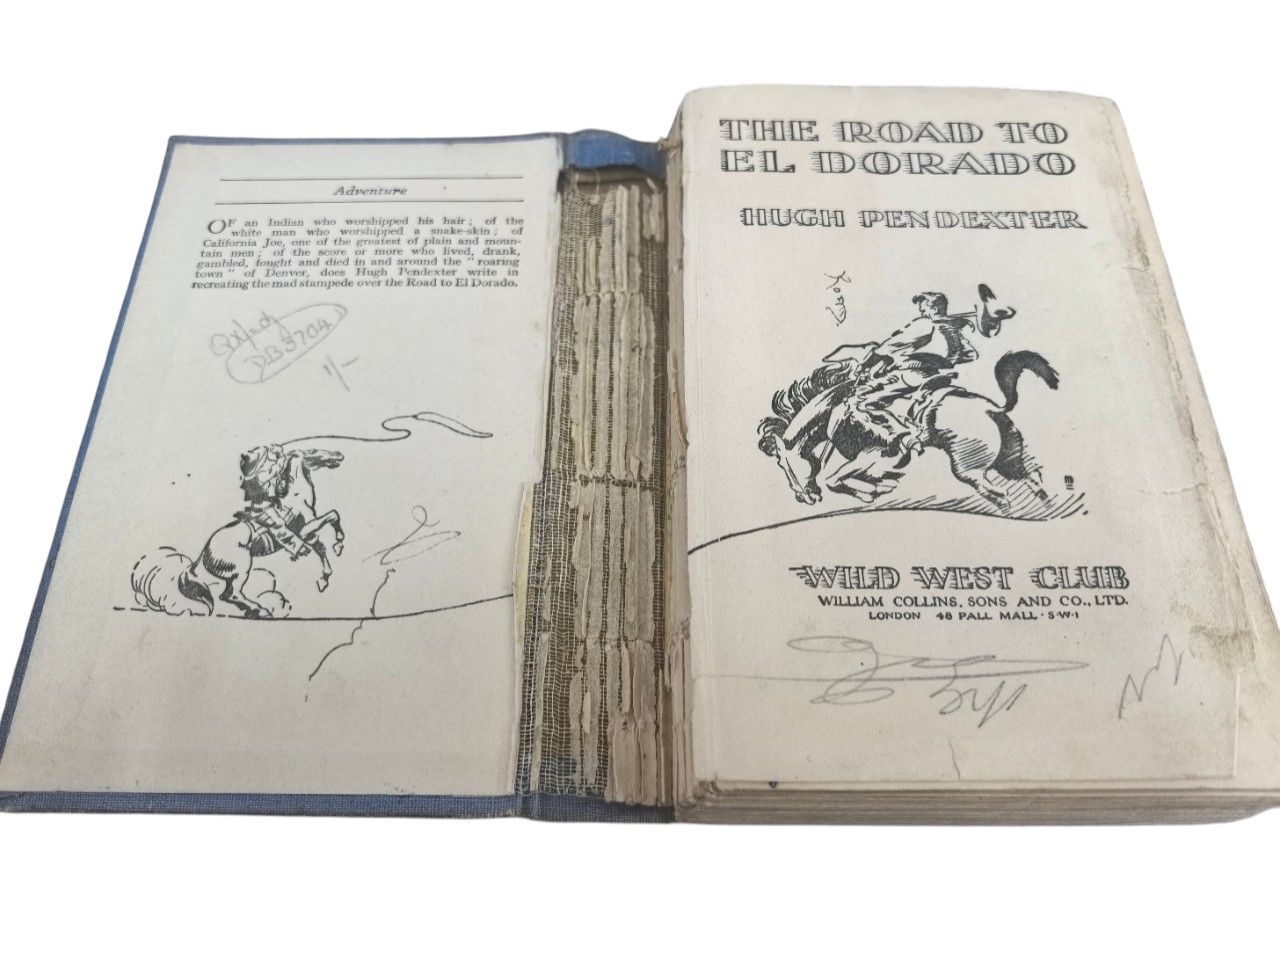 Adventure
OF an Indian who worshipped his hair; of the
white man who worshipped a snake-skin; of
California Joe, one of the greatest of plain and moun-
tain men; of the score or more who lived, drank,
gambled, fought and died in and around the "roaring
town" of Denver, does Hugh Pendexter write in
recreating the mad stampede over the Road to El Dorado.
DB3704
1/-
THE ROAD TO
EL DORADO
HUGH PENDEXTER
WILD WEST CLUB
WILLIAM COLLINS, SONS AND CO., LTD.
LONDON 48 PALL MALL · S·W·1